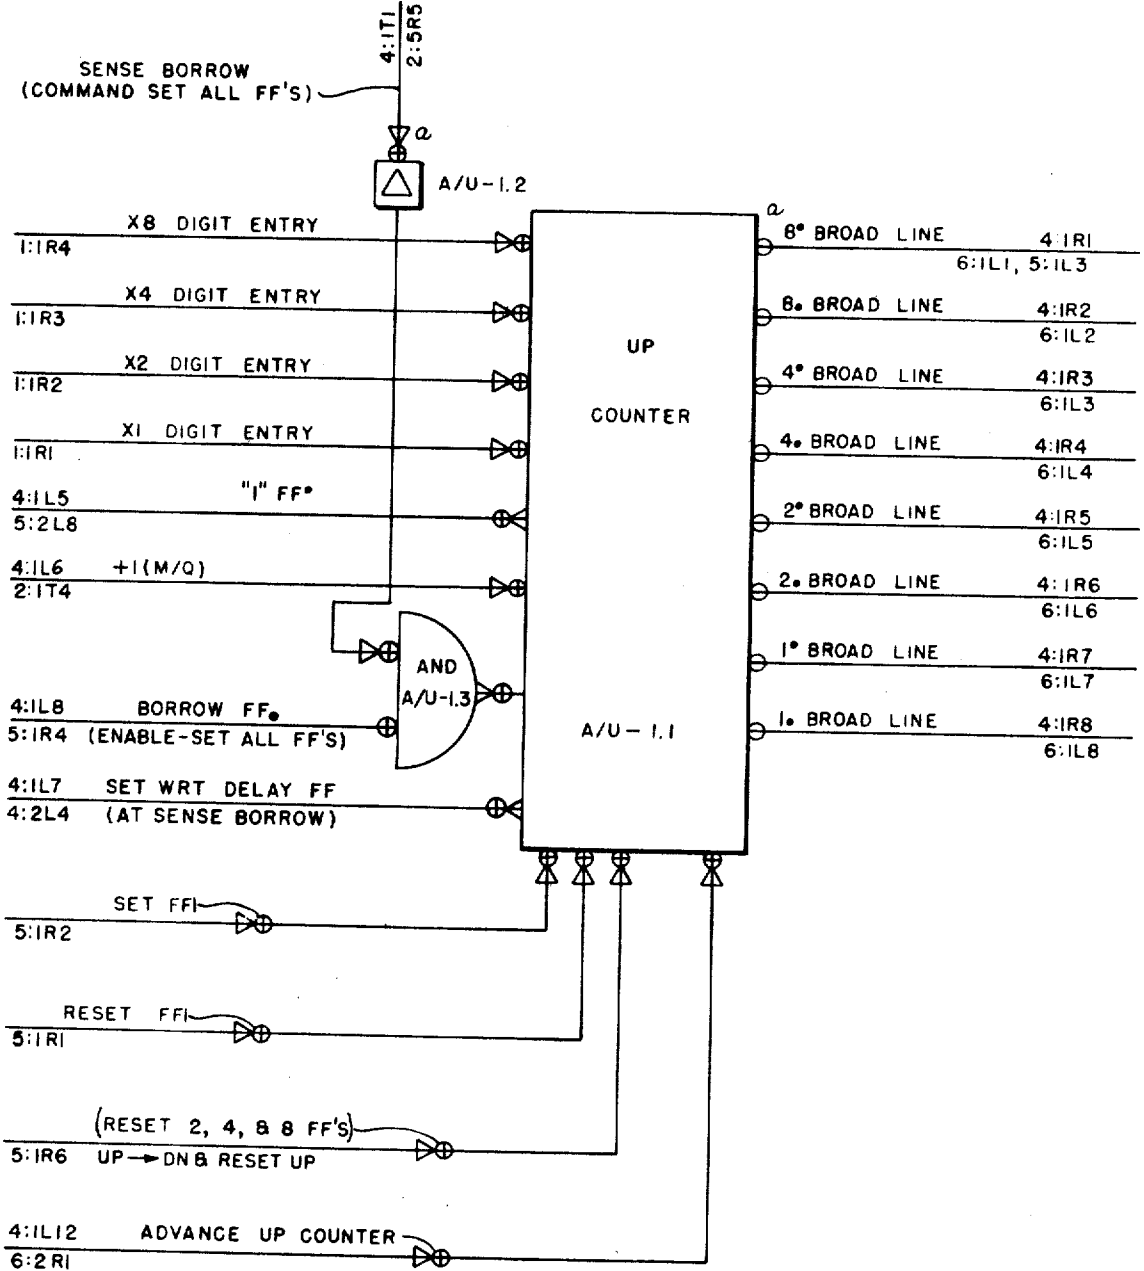 4:1T1
2:5R5
SENSE BORROW
(COMMAND SET ALL FF'S)
a
A/U-1.2
X8 DIGIT ENTRY
1:1R4
X4 DIGIT ENTRY
1:1R3
X2 DIGIT ENTRY
1:1R2
X1 DIGIT ENTRY
1:1R1
4:1L5 "1" FF•
5:2L8
4:1L6 +1(M/Q)
2:1T4
AND
A/U-1.3
4:1L8 BORROW FF•
5:1R4 (ENABLE-SET ALL FF'S)
4:1L7 SET WRT DELAY FF
4:2L4 (AT SENSE BORROW)
UP
COUNTER
A/U-1.1
a
8• BROAD LINE 4:1R1
6:1L1, 5:1L3
8. BROAD LINE 4:1R2
6:1L2
4• BROAD LINE 4:1R3
6:1L3
4. BROAD LINE 4:1R4
6:1L4
2• BROAD LINE 4:1R5
6:1L5
2. BROAD LINE 4:1R6
6:1L6
1• BROAD LINE 4:1R7
6:1L7
1. BROAD LINE 4:1R8
6:1L8
SET FF1
5:1R2
RESET FF1
5:1R1
(RESET 2, 4, & 8 FF'S)
5:1R6 UP→DN & RESET UP
4:1L12 ADVANCE UP COUNTER
6:2R1